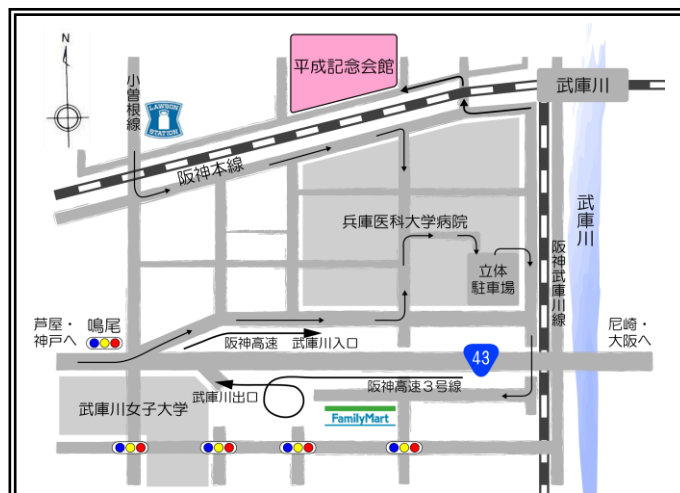 N
小曽根線
LAWSON
STATION
平成記念会館
武庫川
阪神本線
兵庫医科大学病院
武庫川
立体
駐車場
阪神武庫川線
芦屋・
神戸へ
鳴尾
阪神高速
武庫川入口
尼崎・
大阪へ
43
武庫川出口
阪神高速3号線
武庫川女子大学
FamilyMart